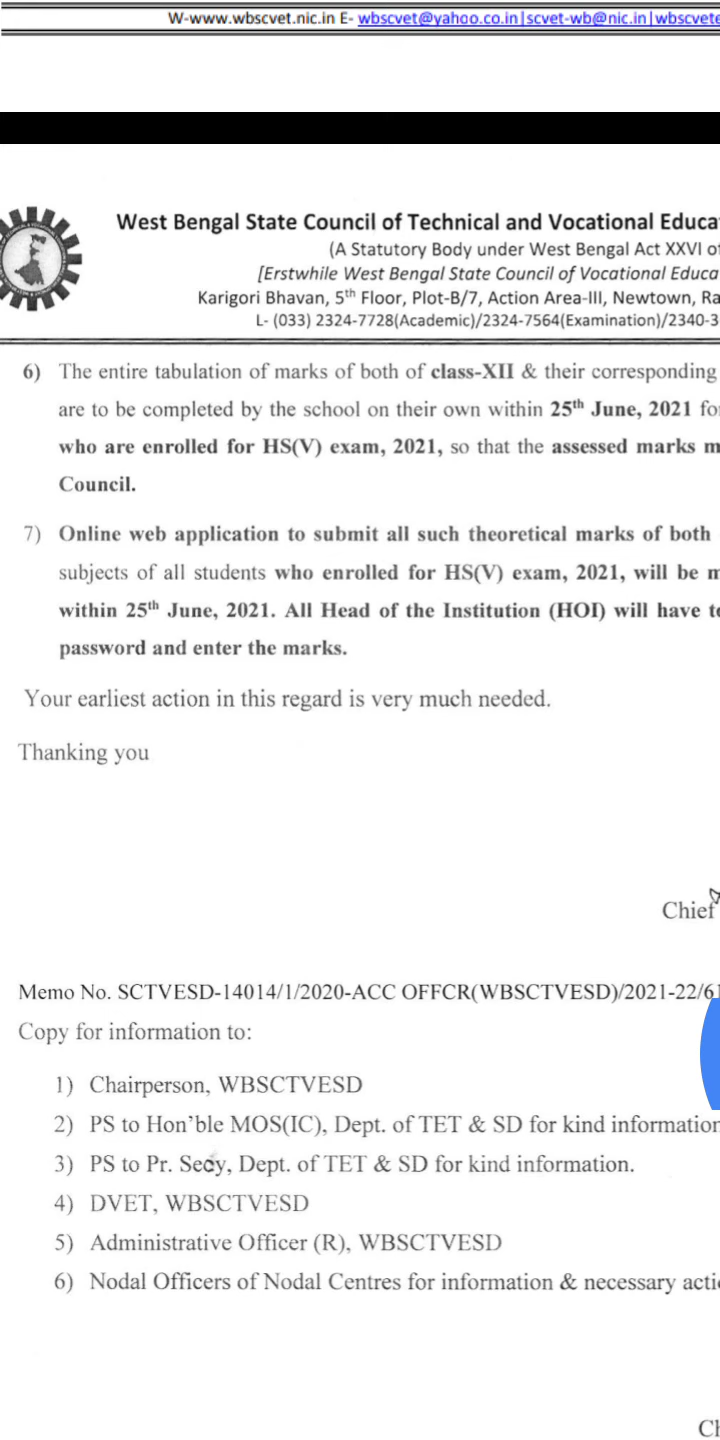 W-www.wbscvet.nic.in E- wbscvet@yahoo.co.in|scvet-wb@nic.in|wbscvete
West Bengal State Council of Technical and Vocational Educa
(A Statutory Body under West Bengal Act XXVI of
[Erstwhile West Bengal State Council of Vocational Educa
Karigori Bhavan, 5th Floor, Plot-B/7, Action Area-III, Newtown, Ra
L- (033) 2324-7728(Academic)/2324-7564(Examination)/2340-3
6) The entire tabulation of marks of both of class-XII & their corresponding
are to be completed by the school on their own within 25th June, 2021 for
who are enrolled for HS(V) exam, 2021, so that the assessed marks m
Council.
7) Online web application to submit all such theoretical marks of both
subjects of all students who enrolled for HS(V) exam, 2021, will be m
within 25th June, 2021. All Head of the Institution (HOI) will have to
password and enter the marks.
Your earliest action in this regard is very much needed.
Thanking you
Chief
Memo No. SCTVESD-14014/1/2020-ACC OFFCR(WBSCTVESD)/2021-22/61
Copy for information to:
1) Chairperson, WBSCTVESD
2) PS to Hon'ble MOS(IC), Dept. of TET & SD for kind information
3) PS to Pr. Secy, Dept. of TET & SD for kind information.
4) DVET, WBSCTVESD
5) Administrative Officer (R), WBSCTVESD
6) Nodal Officers of Nodal Centres for information & necessary actio
Ch